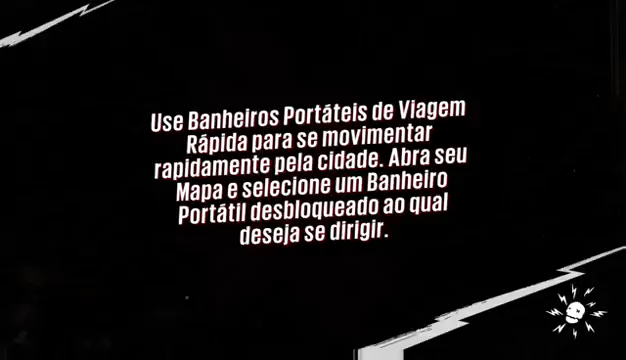 Use Banheiros Portáteis de Viagem
Rápida para se movimentar
rapidamente pela cidade. Abra seu
Mapa e selecione um Banheiro
Portátil desbloqueado ao qual
deseja se dirigir.